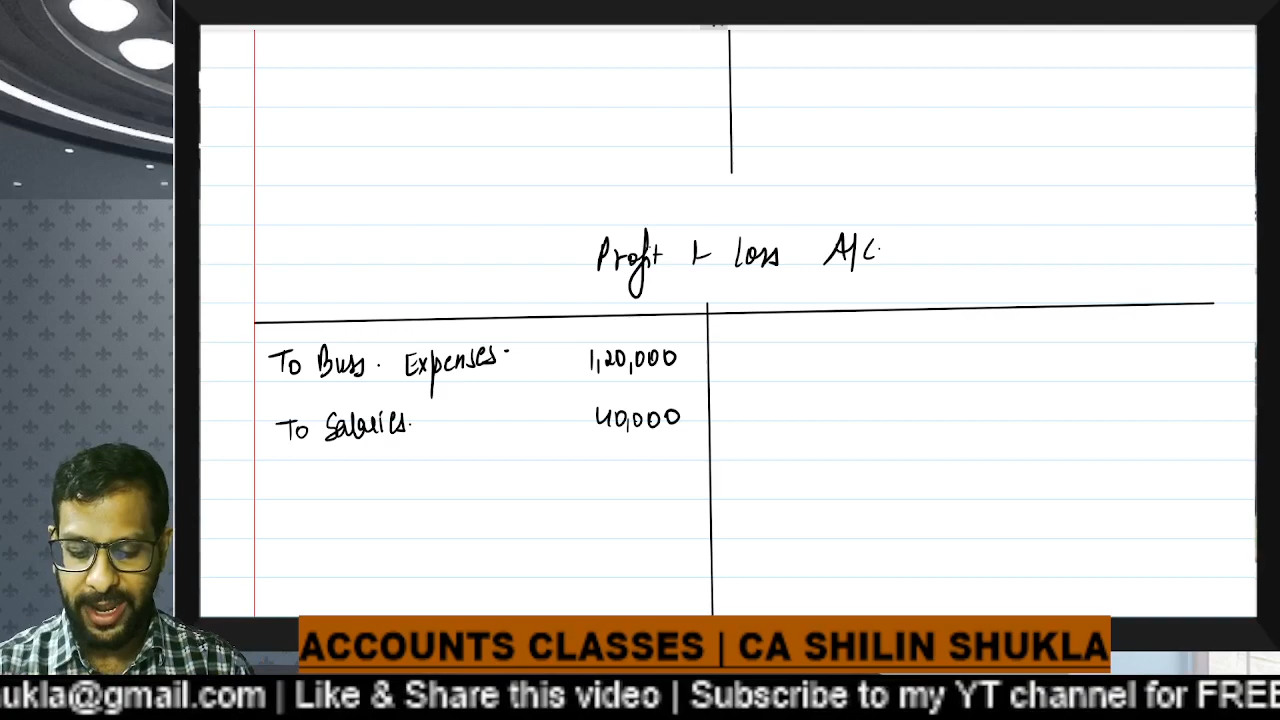 Profit & Loss A/C.
To Buss. Expenses. 1,20,000
To Salaries. 40,000
ACCOUNTS CLASSES | CA SHILIN SHUKLA
ukla@gmail.com | Like & Share this video | Subscribe to my YT channel for FREE